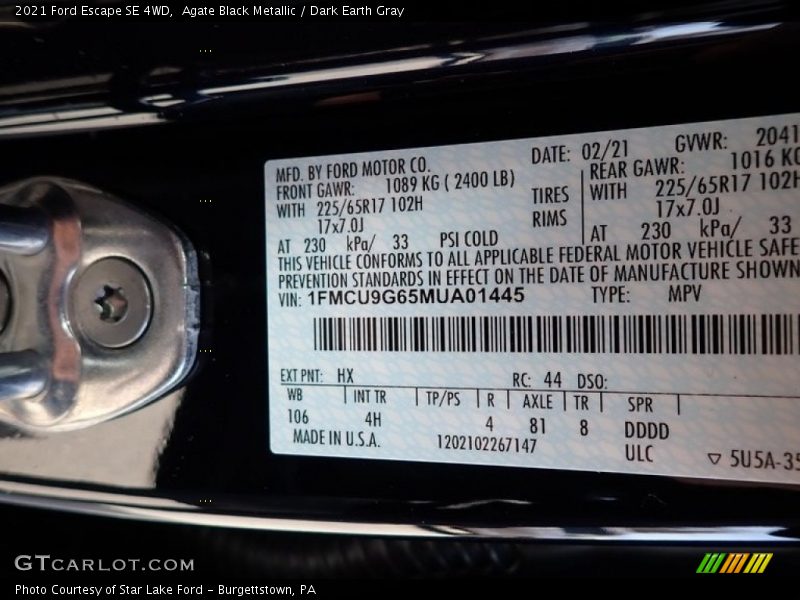 2021 Ford Escape SE 4WD,  Agate Black Metallic / Dark Earth Gray
MFD. BY FORD MOTOR CO.
DATE: 02/21
GVWR: 2041
FRONT GAWR: 1089 KG ( 2400 LB)
REAR GAWR: 1016 KG
WITH 225/65R17 102H
TIRES
WITH 225/65R17 102H
17x7.0J
RIMS
17x7.0J
AT 230 kPa/ 33 PSI COLD
AT 230 kPa/ 33
THIS VEHICLE CONFORMS TO ALL APPLICABLE FEDERAL MOTOR VEHICLE SAFE
PREVENTION STANDARDS IN EFFECT ON THE DATE OF MANUFACTURE SHOWN
VIN: 1FMCU9G65MUA01445
TYPE: MPV
EXT PNT: HX
RC: 44 DSO:
WB | INT TR | TP/PS | R | AXLE | TR | SPR |
106 4H 4 81 8 DDDD
MADE IN U.S.A.
1202102267147
ULC
5U5A-35
GTCARLOT.COM
Photo Courtesy of Star Lake Ford - Burgettstown, PA